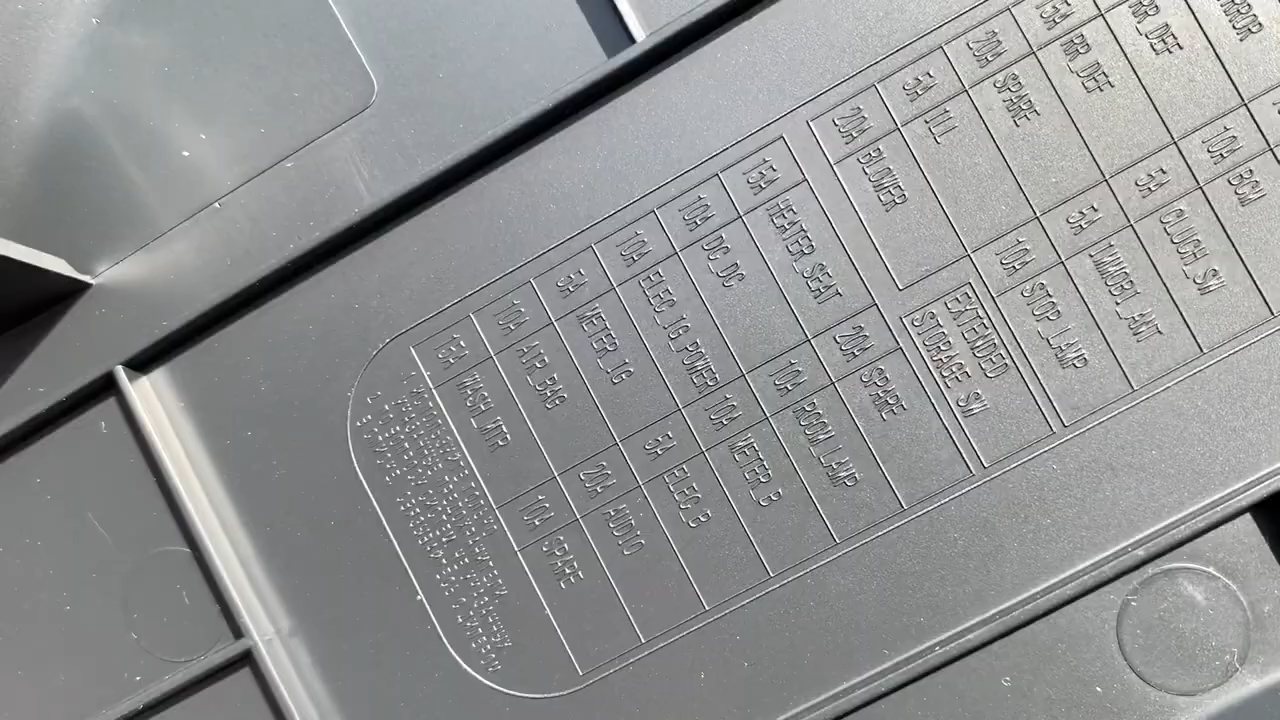 RR_DEF 10A BCM
15A RR_DEF 5A CLUCH_SW
20A SPARE 5A IMMOBI_ANT
5A ILL 10A STOP_LAMP
20A BLOWER EXTENDED
STORAGE SW
15A HEATER_SEAT 20A SPARE
10A DC_DC 10A ROOM_LAMP
10A ELEC_IG_POWER 10A METER_B
5A METER_IG 5A ELEC_B
10A AIR_BAG 20A AUDIO
15A WASH_MTR 10A SPARE